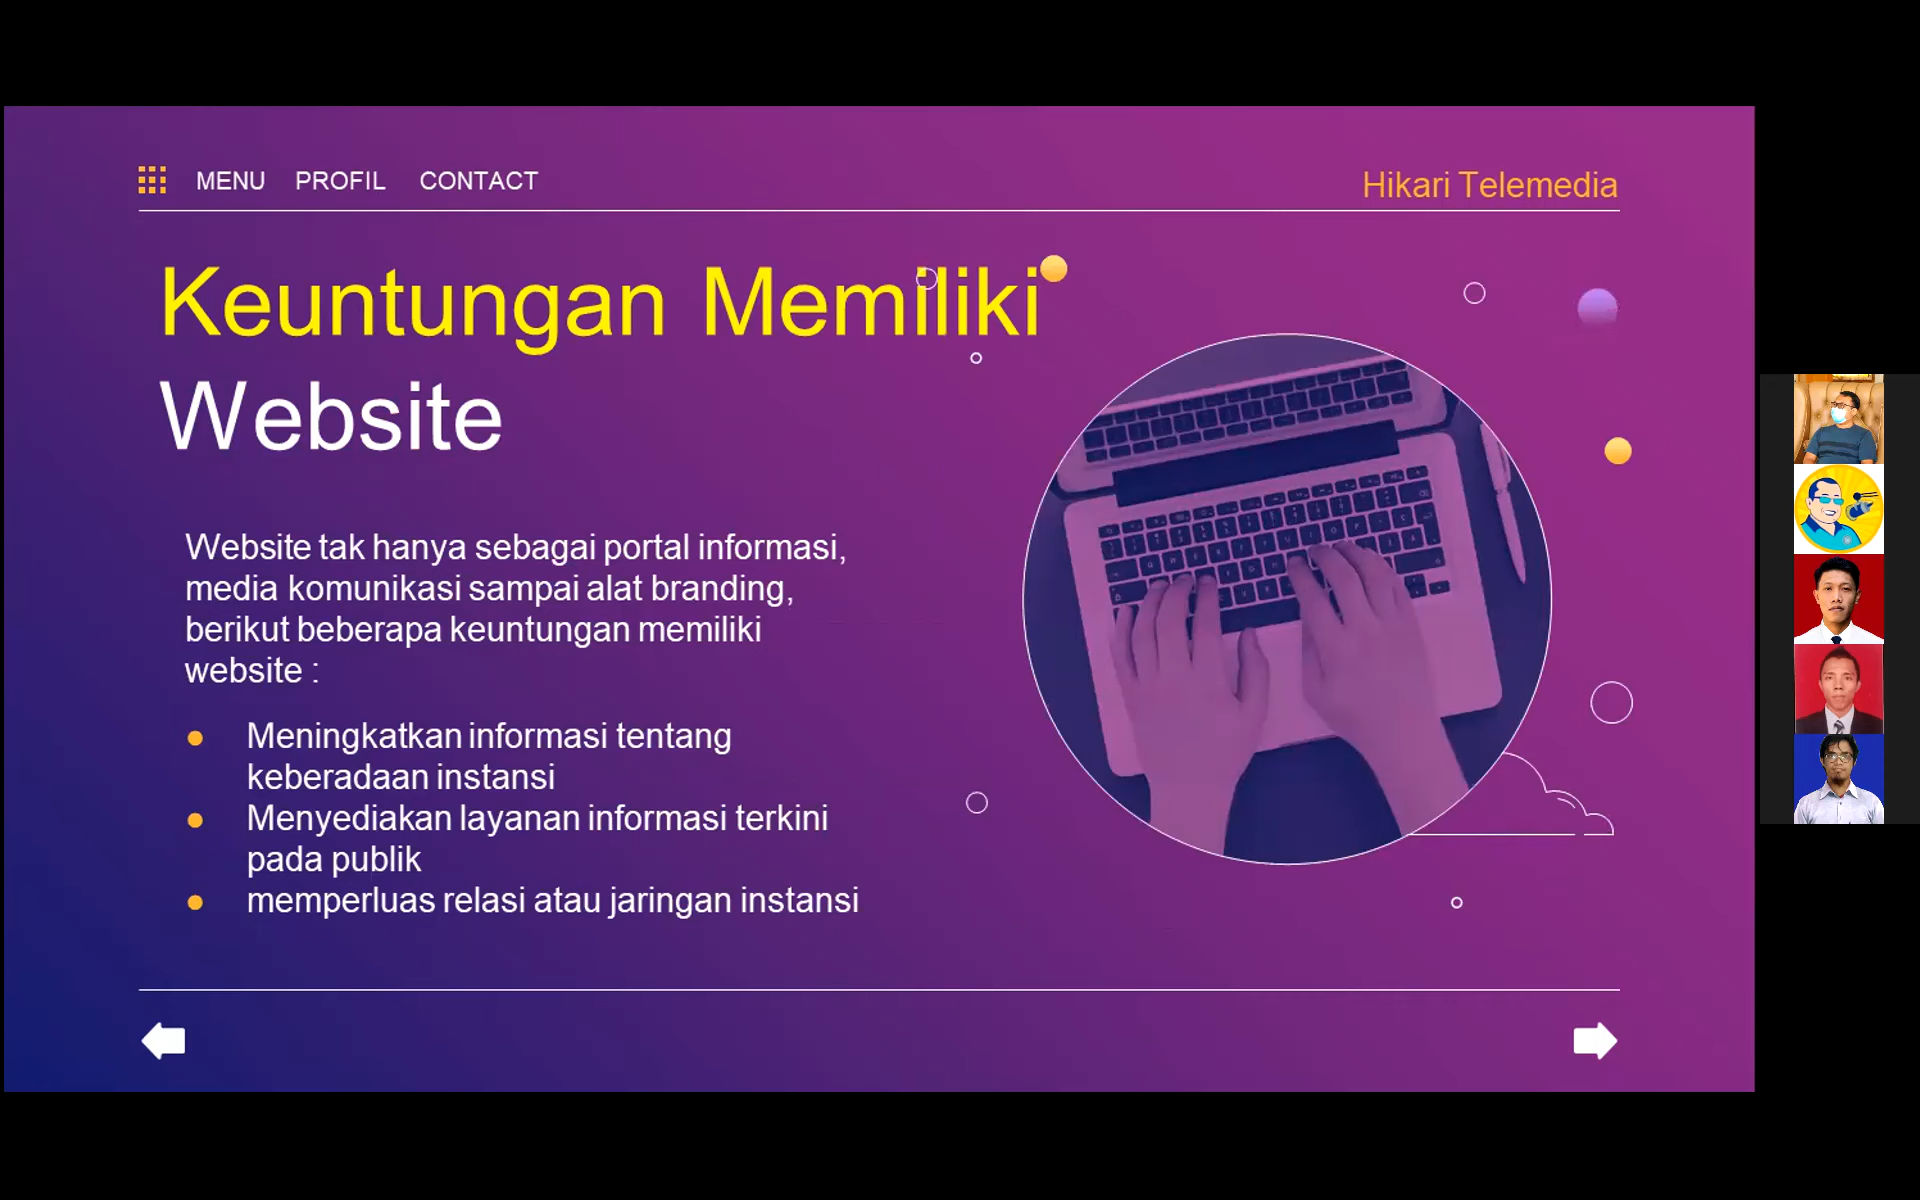 MENU PROFIL CONTACT
Hikari Telemedia
Keuntungan Memiliki
Website
Website tak hanya sebagai portal informasi,
media komunikasi sampai alat branding,
berikut beberapa keuntungan memiliki
website :
● Meningkatkan informasi tentang
keberadaan instansi
● Menyediakan layanan informasi terkini
pada publik
● memperluas relasi atau jaringan instansi